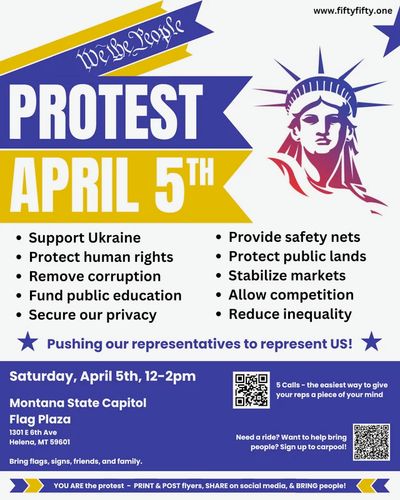 www.fiftyfifty.one
We the People
PROTEST
APRIL 5TH
• Support Ukraine
• Protect human rights
• Remove corruption
• Fund public education
• Secure our privacy
• Provide safety nets
• Protect public lands
• Stabilize markets
• Allow competition
• Reduce inequality
Pushing our representatives to represent US!
Saturday, April 5th, 12-2pm
Montana State Capitol
Flag Plaza
1301 E 6th Ave
Helena, MT 59601
Bring flags, signs, friends, and family.
5 Calls - the easiest way to give
your reps a piece of your mind
Need a ride? Want to help bring
people? Sign up to carpool!
YOU are the protest - PRINT & POST flyers, SHARE on social media, & BRING people!